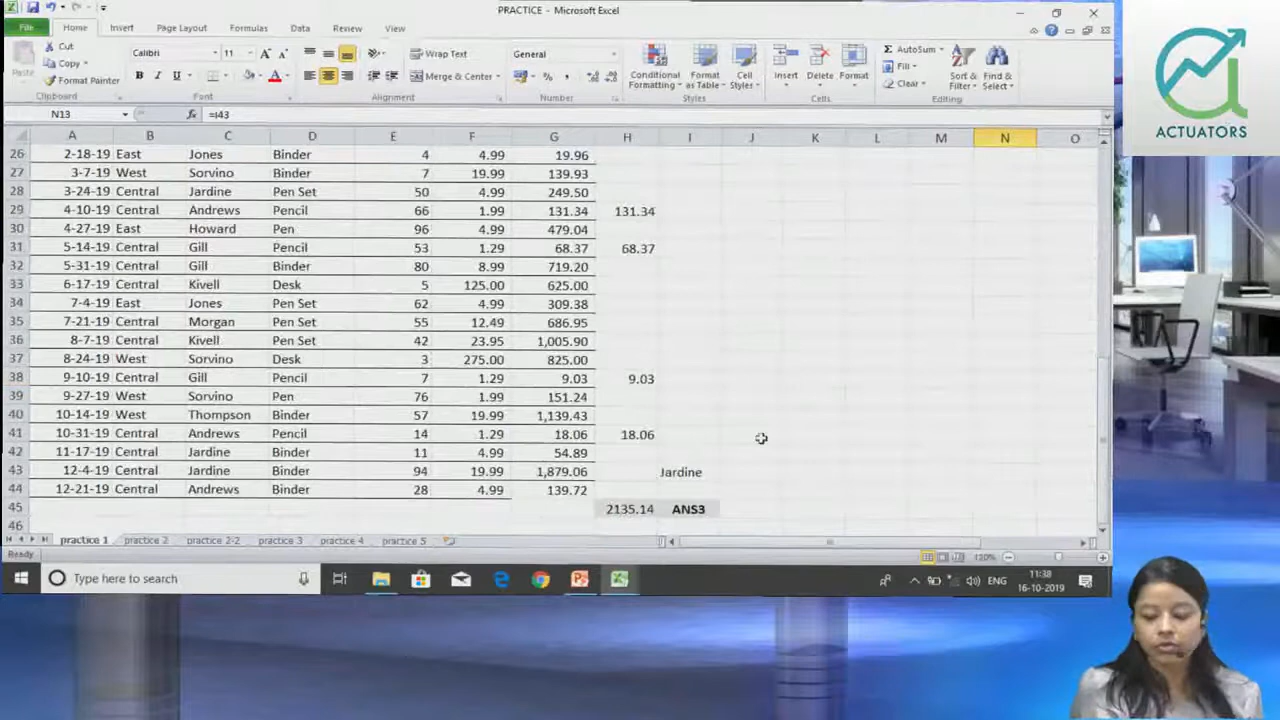 PRACTICE - Microsoft Excel
File Home Insert Page Layout Formulas Data Review View
Cut
Copy
Format Painter
Paste
Clipboard
Calibri 11
B I U
Font
Wrap Text
Merge & Center
Alignment
General
Number
Conditional Formatting
Format as Table
Cell Styles
Styles
Insert Delete Format
Cells
AutoSum
Fill
Clear
Sort & Filter
Find & Select
Editing
ACTUATORS
N13 fx =I43
A B C D E F G H I J K L M N O
26 2-18-19 East Jones Binder 4 4.99 19.96
27 3-7-19 West Sorvino Binder 7 19.99 139.93
28 3-24-19 Central Jardine Pen Set 50 4.99 249.50
29 4-10-19 Central Andrews Pencil 66 1.99 131.34 131.34
30 4-27-19 East Howard Pen 96 4.99 479.04
31 5-14-19 Central Gill Pencil 53 1.29 68.37 68.37
32 5-31-19 Central Gill Binder 80 8.99 719.20
33 6-17-19 Central Kivell Desk 5 125.00 625.00
34 7-4-19 East Jones Pen Set 62 4.99 309.38
35 7-21-19 Central Morgan Pen Set 55 12.49 686.95
36 8-7-19 Central Kivell Pen Set 42 23.95 1,005.90
37 8-24-19 West Sorvino Desk 3 275.00 825.00
38 9-10-19 Central Gill Pencil 7 1.29 9.03 9.03
39 9-27-19 West Sorvino Pen 76 1.99 151.24
40 10-14-19 West Thompson Binder 57 19.99 1,139.43
41 10-31-19 Central Andrews Pencil 14 1.29 18.06 18.06
42 11-17-19 Central Jardine Binder 11 4.99 54.89
43 12-4-19 Central Jardine Binder 94 19.99 1,879.06 Jardine
44 12-21-19 Central Andrews Binder 28 4.99 139.72
45 2135.14 ANS3
46
practice 1 practice 2 practice 2-2 practice 3 practice 4 practice 5
Ready 120%
Type here to search
ENG
11:38
16-10-2019